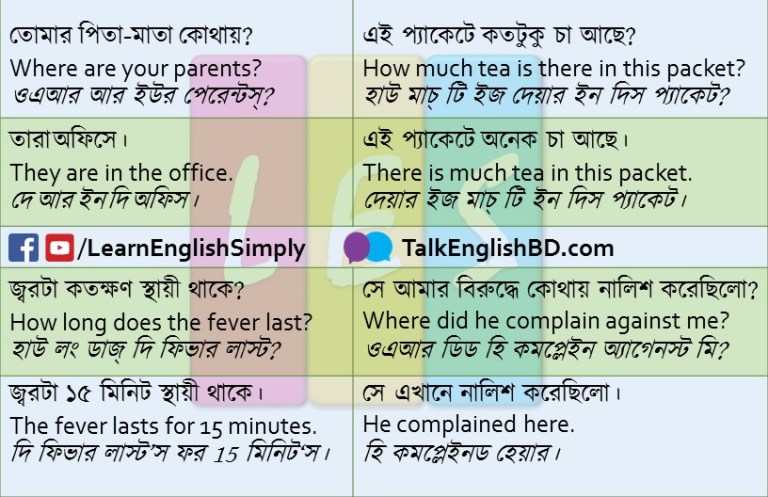 তোমার পিতা-মাতা কোথায়?
Where are your parents?
ওএআর আর ইউর পেরেন্টস্?
এই প্যাকেটে কতটুকু চা আছে?
How much tea is there in this packet?
হাউ মাচ্ টি ইজ দেয়ার ইন দিস প্যাকেট?
তারা অফিসে।
They are in the office.
দে আর ইন দি অফিস।
এই প্যাকেটে অনেক চা আছে।
There is much tea in this packet.
দেয়ার ইজ মাচ্ টি ইন দিস প্যাকেট।
/LearnEnglishSimply
TalkEnglishBD.com
LES
জ্বরটা কতক্ষণ স্থায়ী থাকে?
How long does the fever last?
হাউ লং ডাজ্ দি ফিভার লাস্ট?
সে আমার বিরুদ্ধে কোথায় নালিশ করেছিলো?
Where did he complain against me?
ওএআর ডিড হি কমপ্লেইন অ্যাগেনস্ট মি?
জ্বরটা ১৫ মিনিট স্থায়ী থাকে।
The fever lasts for 15 minutes.
দি ফিভার লাস্ট’স ফর 15 মিনিট‘স।
সে এখানে নালিশ করেছিলো।
He complained here.
হি কমপ্লেইনড হেয়ার।